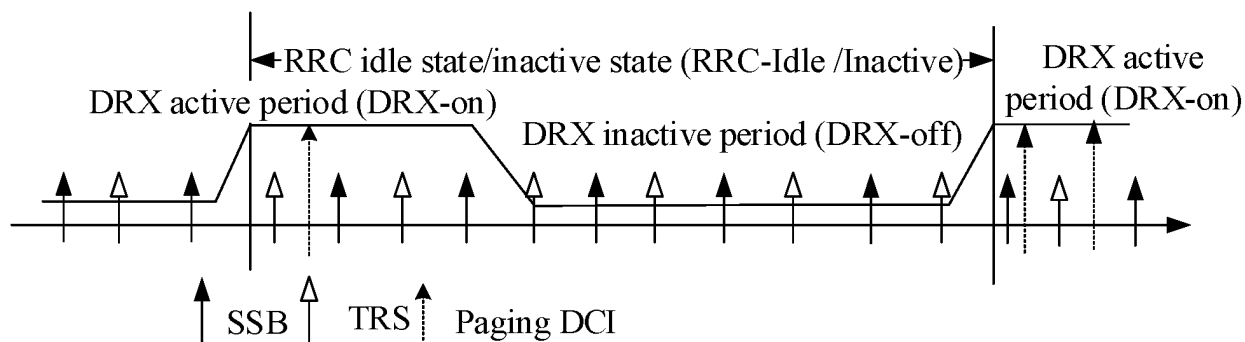 RRC idle state/inactive state (RRC-Idle /Inactive)
DRX active
period (DRX-on)
DRX active period (DRX-on)
DRX inactive period (DRX-off)
SSB
TRS
Paging DCI